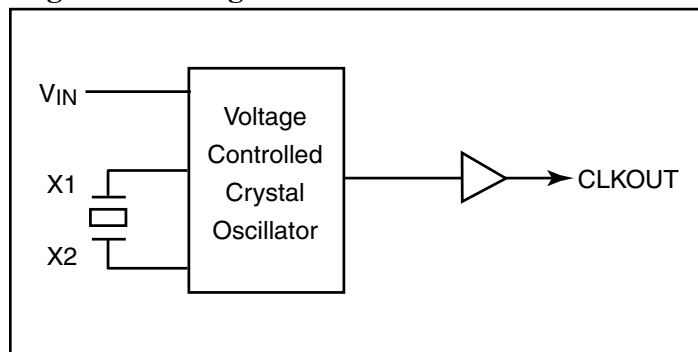 VIN
Voltage
Controlled
Crystal
Oscillator
X1
X2
CLKOUT